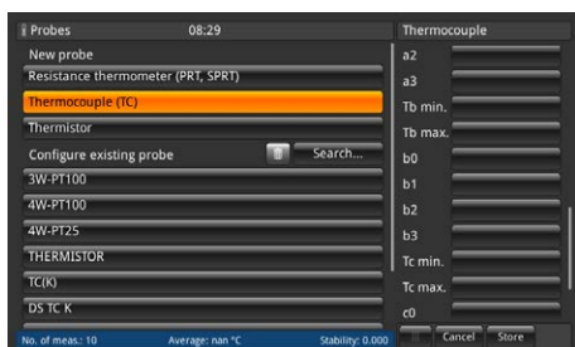 Probes 08:29
New probe
Resistance thermometer (PRT, SPRT)
Thermocouple (TC)
Thermistor
Configure existing probe Search...
3W-PT100
4W-PT100
4W-PT25
THERMISTOR
TC(K)
DS TC K
No. of meas.: 10 Average: nan °C Stability: 0.000
Thermocouple
a2
a3
Tb min.
Tb max.
b0
b1
b2
b3
Tc min.
Tc max.
c0
Cancel Store